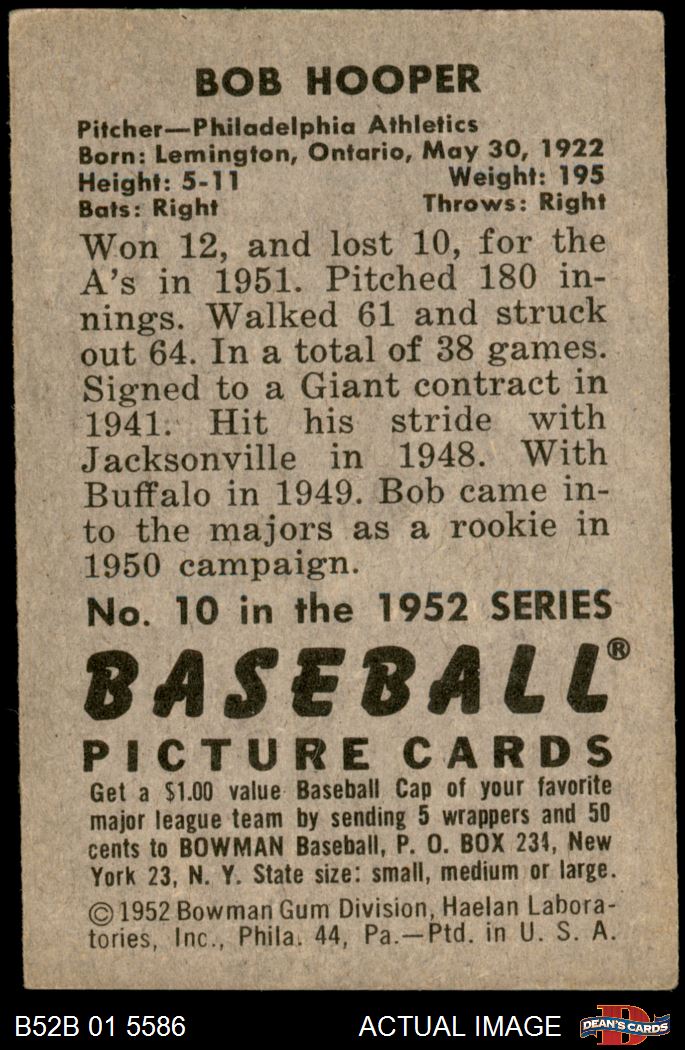 BOB HOOPER
Pitcher—Philadelphia Athletics
Born: Lemington, Ontario, May 30, 1922
Height: 5-11 Weight: 195
Bats: Right Throws: Right
Won 12, and lost 10, for the
A's in 1951. Pitched 180 in-
nings. Walked 61 and struck
out 64. In a total of 38 games.
Signed to a Giant contract in
1941. Hit his stride with
Jacksonville in 1948. With
Buffalo in 1949. Bob came in-
to the majors as a rookie in
1950 campaign.
No. 10 in the 1952 SERIES
BASEBALL®
PICTURE CARDS
Get a $1.00 value Baseball Cap of your favorite
major league team by sending 5 wrappers and 50
cents to BOWMAN Baseball, P. O. BOX 231, New
York 23, N. Y. State size: small, medium or large.
© 1952 Bowman Gum Division, Haelan Labora-
tories, Inc., Phila. 44, Pa.—Ptd. in U. S. A.
B52B 01 5586 ACTUAL IMAGE DEAN'S CARDS